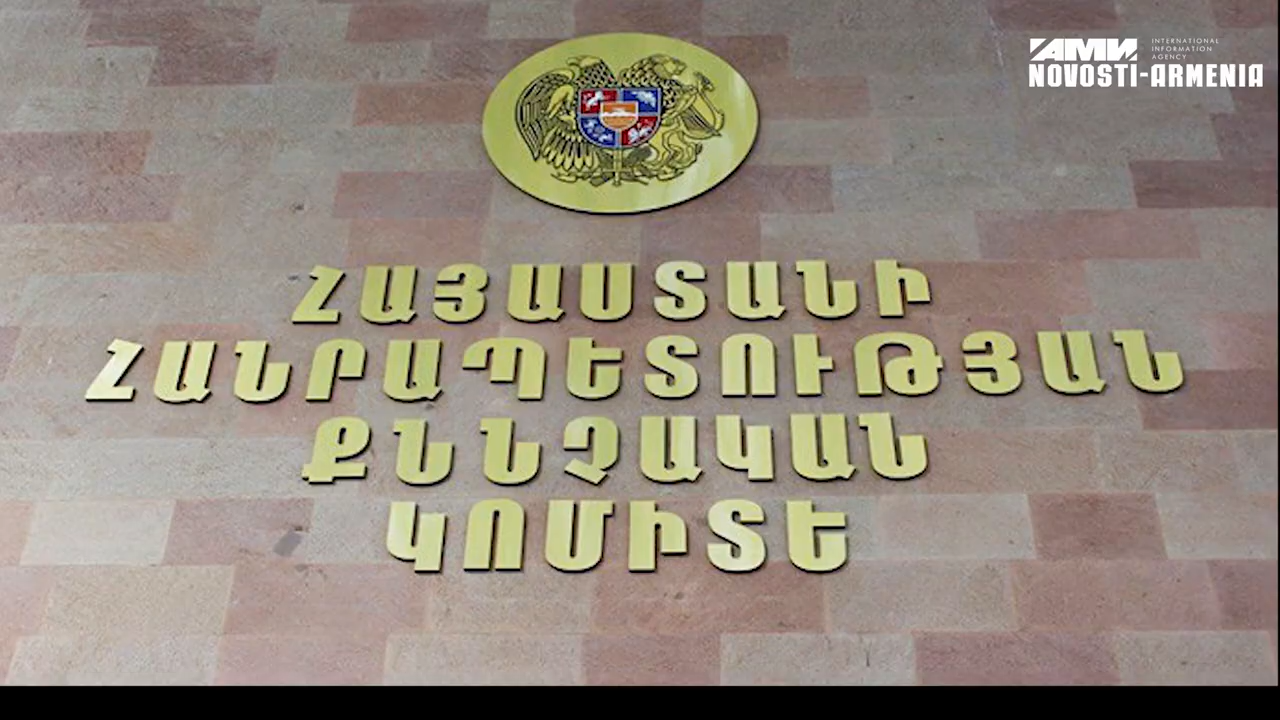 ՀԱՅԱՍՏԱՆԻ
ՀԱՆՐԱՊԵՏՈՒԹՅԱՆ
ՔՆՆՉԱԿԱՆ
ԿՈՄԻՏԵ
АМИ
INTERNATIONAL
INFORMATION
AGENCY
NOVOSTI-ARMENIA